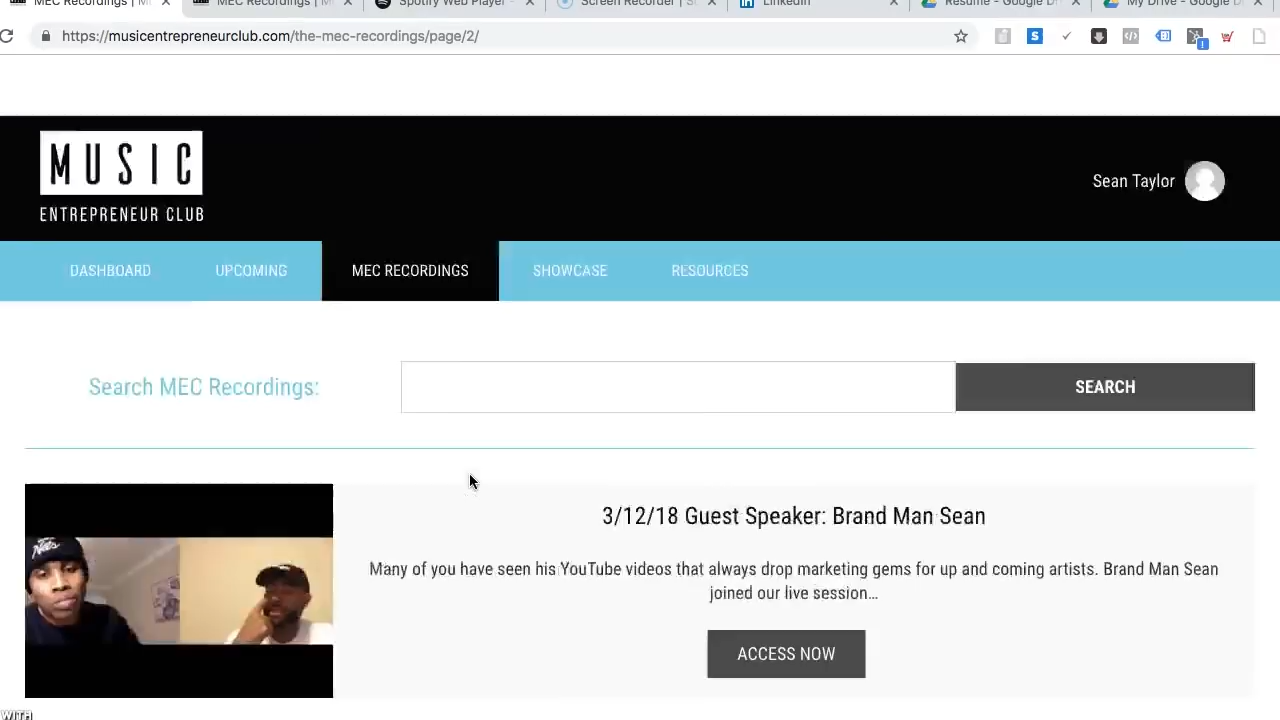 MEC Recordings | M
MEC Recordings | M
Spotify Web Player -
Screen Recorder | S
LinkedIn
Resume - Google D
My Drive - Google D
https://musicentrepreneurclub.com/the-mec-recordings/page/2/
MUSIC
ENTREPRENEUR CLUB
Sean Taylor
DASHBOARD
UPCOMING
MEC RECORDINGS
SHOWCASE
RESOURCES
Search MEC Recordings:
SEARCH
3/12/18 Guest Speaker: Brand Man Sean
Many of you have seen his YouTube videos that always drop marketing gems for up and coming artists. Brand Man Sean
joined our live session...
ACCESS NOW
WITH